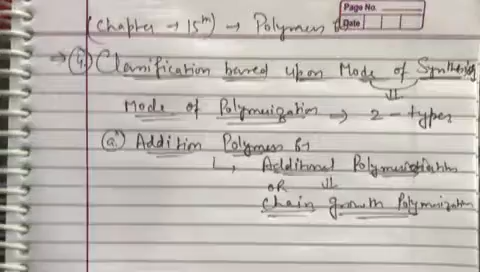 Page No.
Date
(Chapter → 15th) → Polymers
→ (4) Classification based upon Mode of Synthesis
Mode of Polymerization → 2 - types
(a) Addition Polymers :-
↳ Additional Polymerization
OR ⇓
Chain growth Polymerization